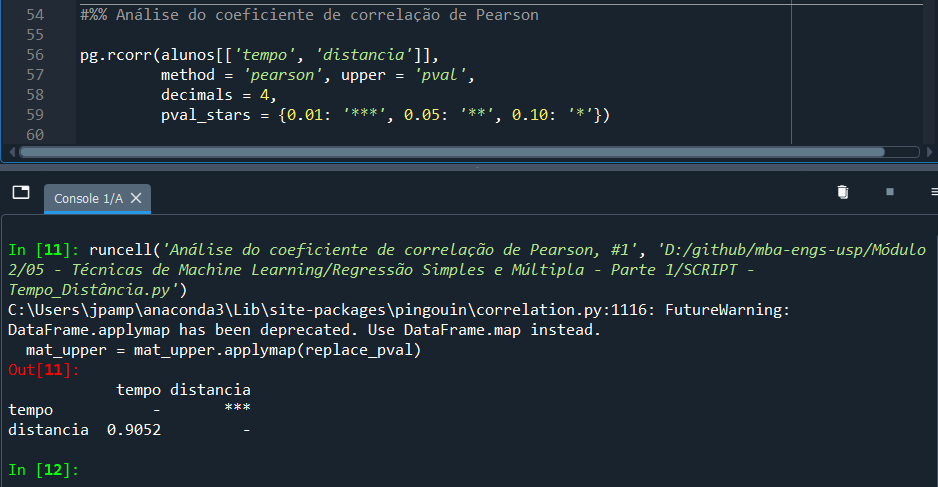 54 #%% Análise do coeficiente de correlação de Pearson
55
56 pg.rcorr(alunos[['tempo', 'distancia']],
57          method = 'pearson', upper = 'pval',
58          decimals = 4,
59          pval_stars = {0.01: '***', 0.05: '**', 0.10: '*'})
60
Console 1/A
In [11]: runcell('Análise do coeficiente de correlação de Pearson, #1', 'D:/github/mba-engs-usp/Módulo
2/05 - Técnicas de Machine Learning/Regressão Simples e Múltipla - Parte 1/SCRIPT -
Tempo_Distância.py')
C:\Users\jpamp\anaconda3\Lib\site-packages\pingouin\correlation.py:1116: FutureWarning:
DataFrame.applymap has been deprecated. Use DataFrame.map instead.
  mat_upper = mat_upper.applymap(replace_pval)
Out[11]:
            tempo distancia
tempo           -       ***
distancia  0.9052         -
In [12]: